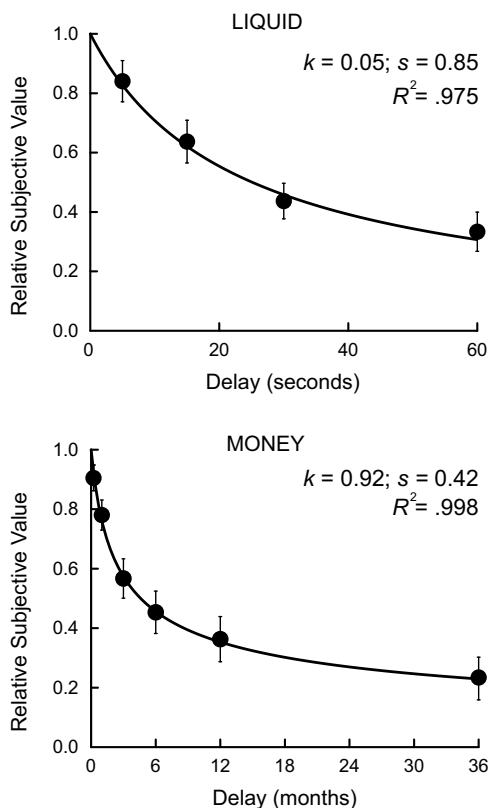 LIQUID
k = 0.05; s = 0.85
R²= .975
Relative Subjective Value
1.0
0.8
0.6
0.4
0.2
0.0
0 20 40 60
Delay (seconds)
MONEY
k = 0.92; s = 0.42
R²= .998
Relative Subjective Value
1.0
0.8
0.6
0.4
0.2
0.0
0 6 12 18 24 30 36
Delay (months)